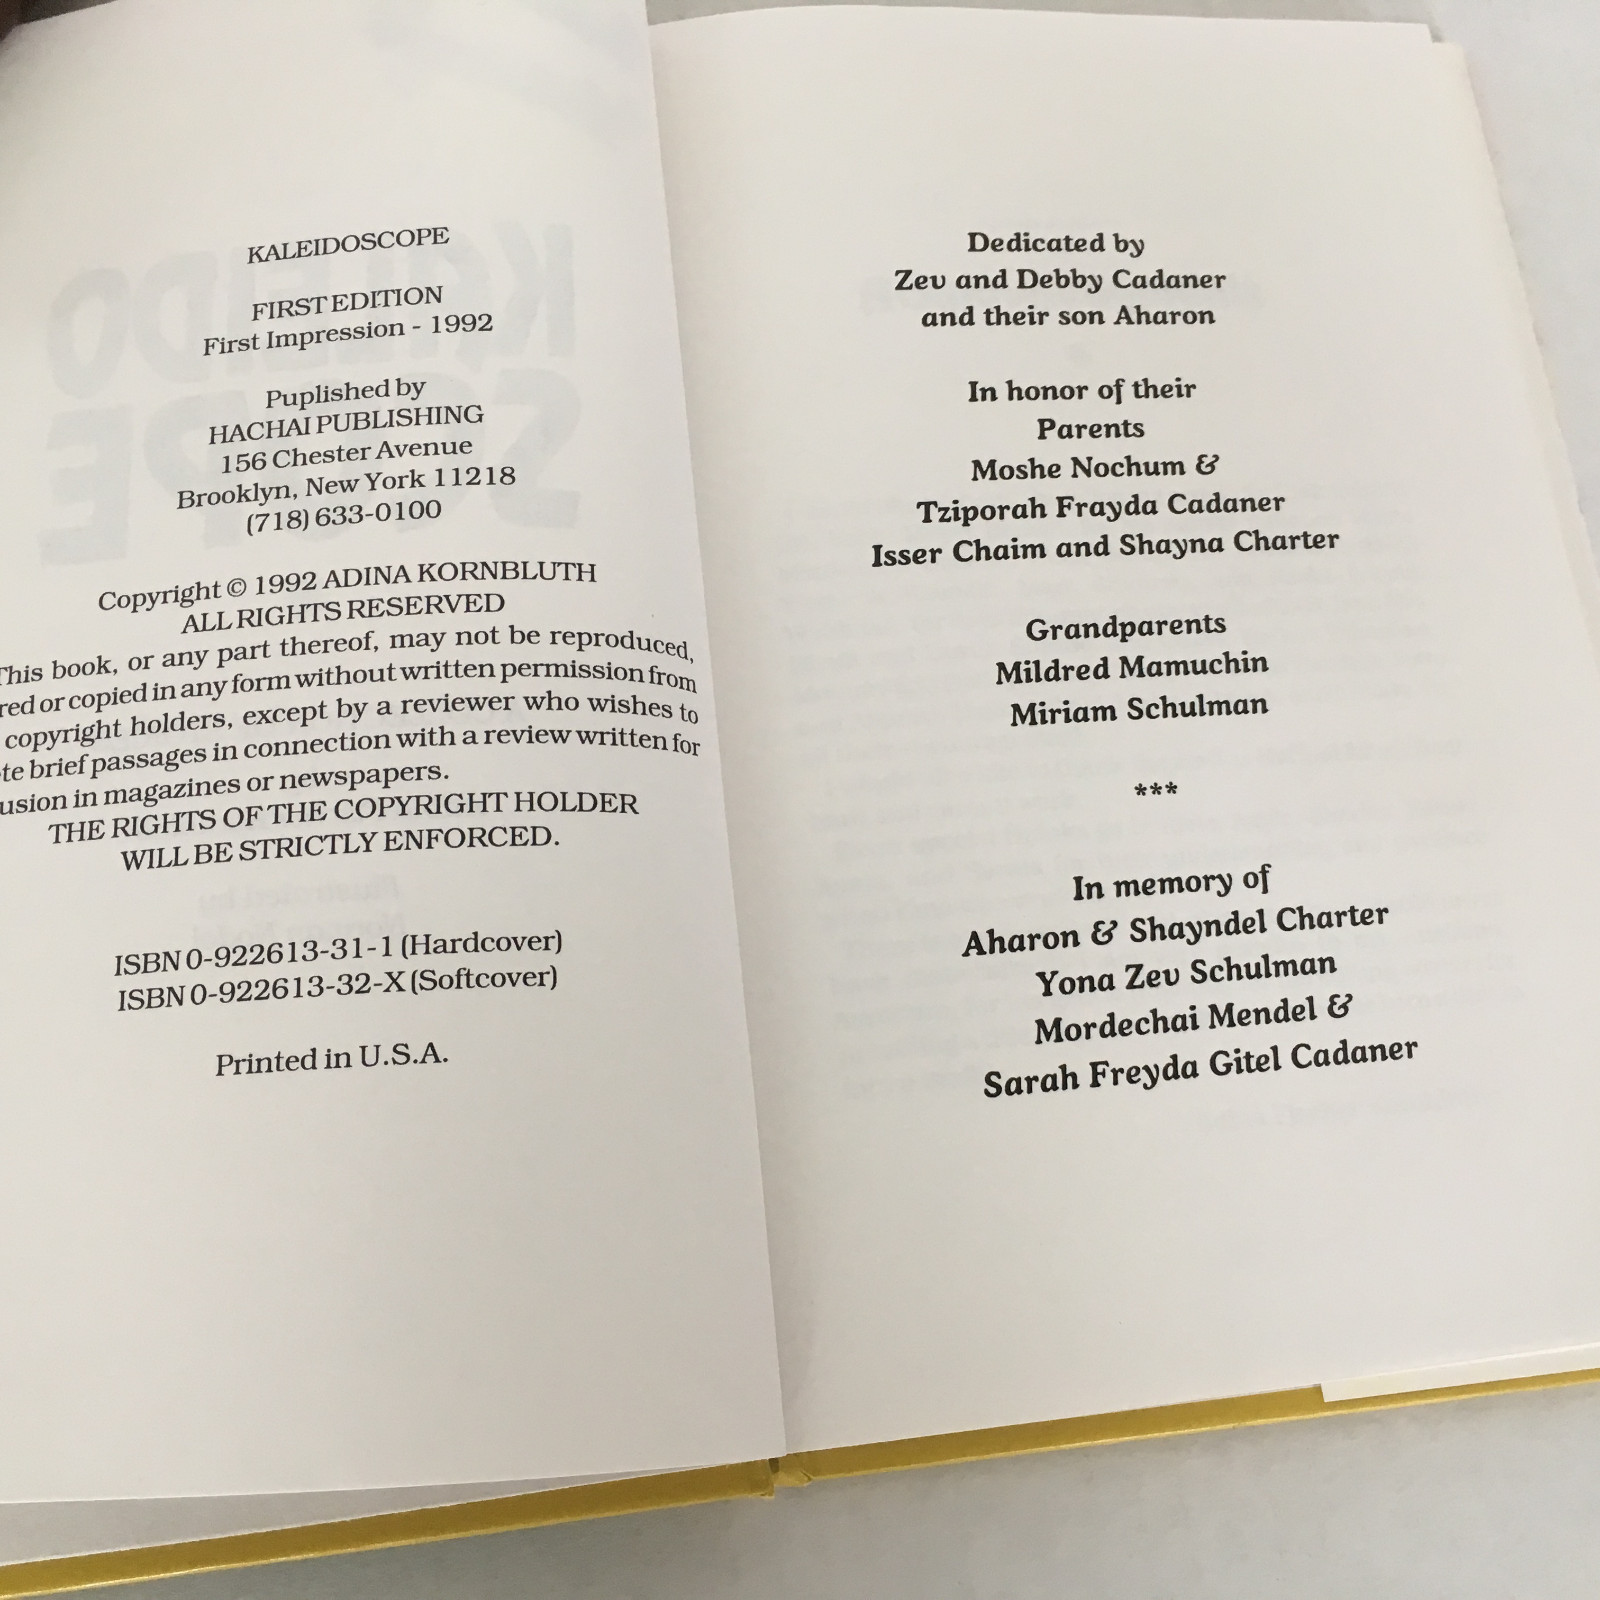 KALEIDOSCOPE
FIRST EDITION
First Impression - 1992
Puplished by
HACHAI PUBLISHING
156 Chester Avenue
Brooklyn, New York 11218
(718) 633-0100
Copyright © 1992 ADINA KORNBLUTH
ALL RIGHTS RESERVED
This book, or any part thereof, may not be reproduced,
or copied in any form without written permission from
copyright holders, except by a reviewer who wishes to
brief passages in connection with a review written for
in magazines or newspapers.
THE RIGHTS OF THE COPYRIGHT HOLDER
WILL BE STRICTLY ENFORCED.
ISBN 0-922613-31-1 (Hardcover)
ISBN 0-922613-32-X (Softcover)
Printed in U.S.A.
Dedicated by
Zev and Debby Cadaner
and their son Aharon
In honor of their
Parents
Moshe Nochum &
Tziporah Frayda Cadaner
Isser Chaim and Shayna Charter
Grandparents
Mildred Mamuchin
Miriam Schulman
***
In memory of
Aharon & Shayndel Charter
Yona Zev Schulman
Mordechai Mendel &
Sarah Freyda Gitel Cadaner